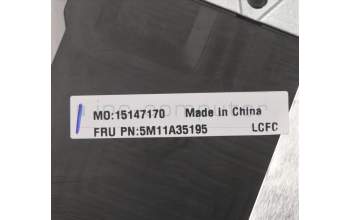 MO:15147170 Made in China
FRU PN:5M11A35195 LCFC